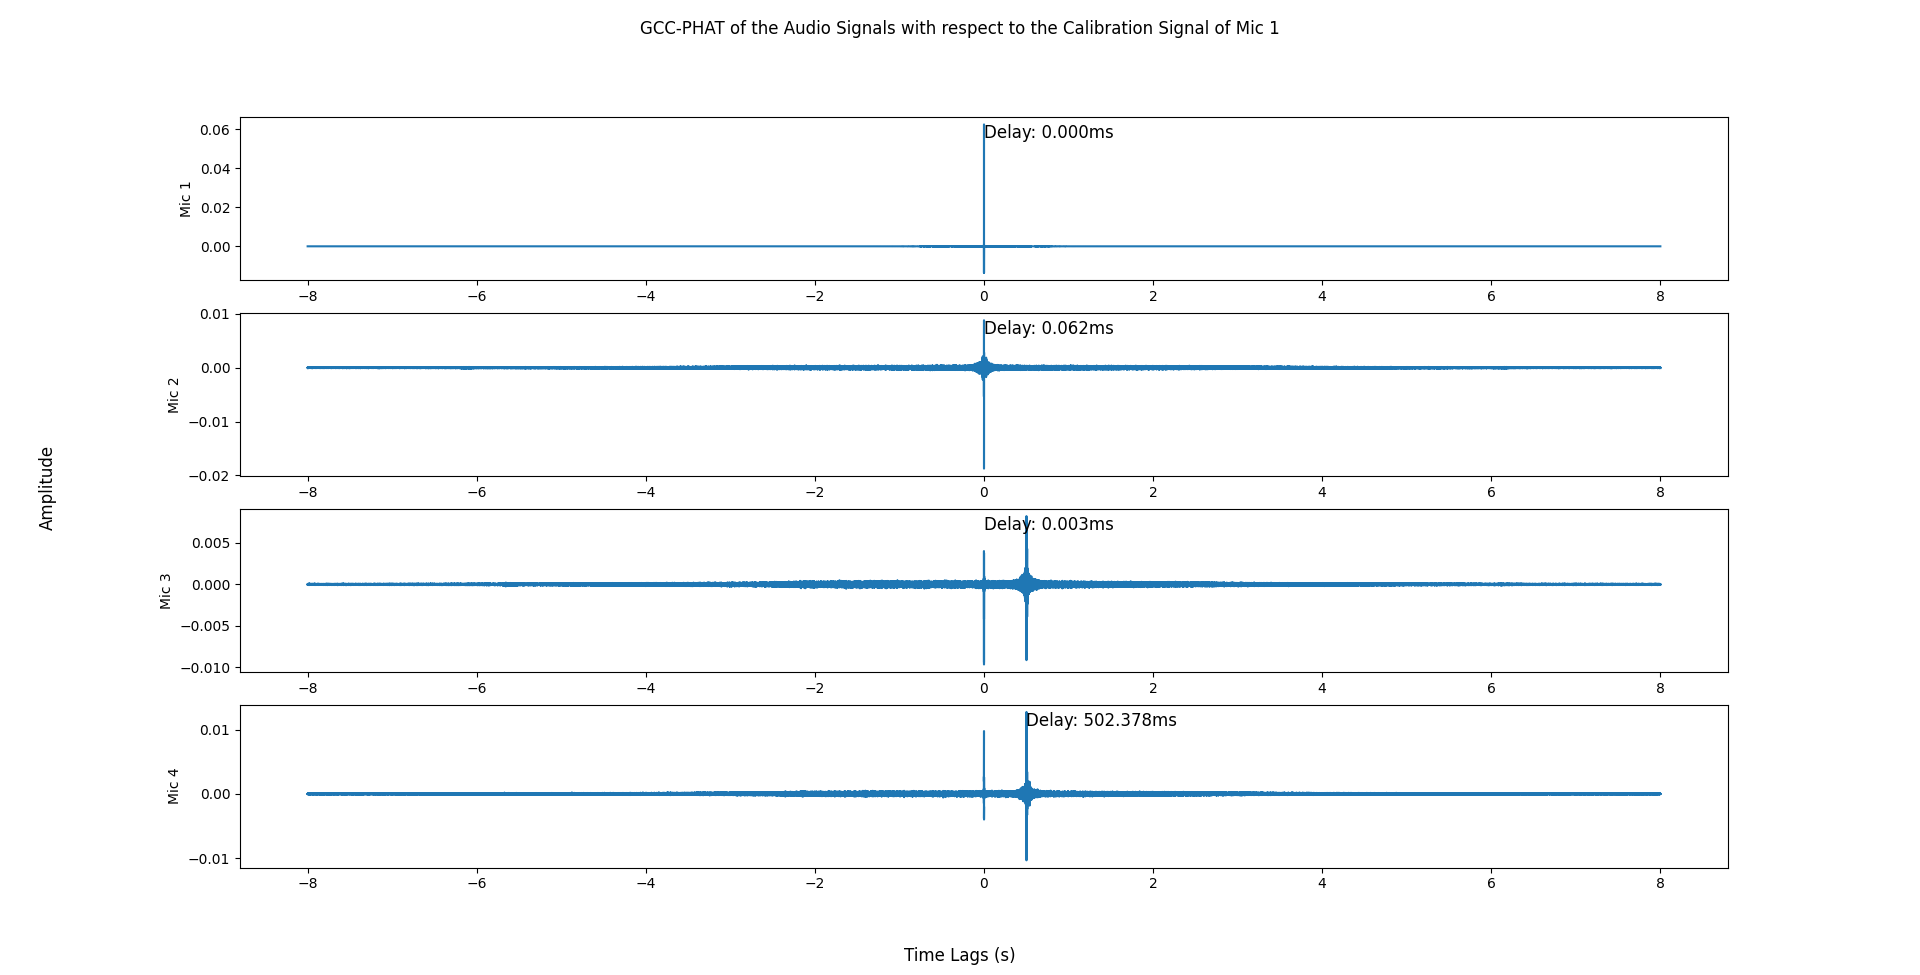 GCC-PHAT of the Audio Signals with respect to the Calibration Signal of Mic 1
Amplitude
Mic 1
0.06
0.04
0.02
0.00
Delay: 0.000ms
−8 −6 −4 −2 0 2 4 6 8
Mic 2
0.01
0.00
−0.01
−0.02
Delay: 0.062ms
−8 −6 −4 −2 0 2 4 6 8
Mic 3
0.005
0.000
−0.005
−0.010
Delay: 0.003ms
−8 −6 −4 −2 0 2 4 6 8
Mic 4
0.01
0.00
−0.01
Delay: 502.378ms
−8 −6 −4 −2 0 2 4 6 8
Time Lags (s)